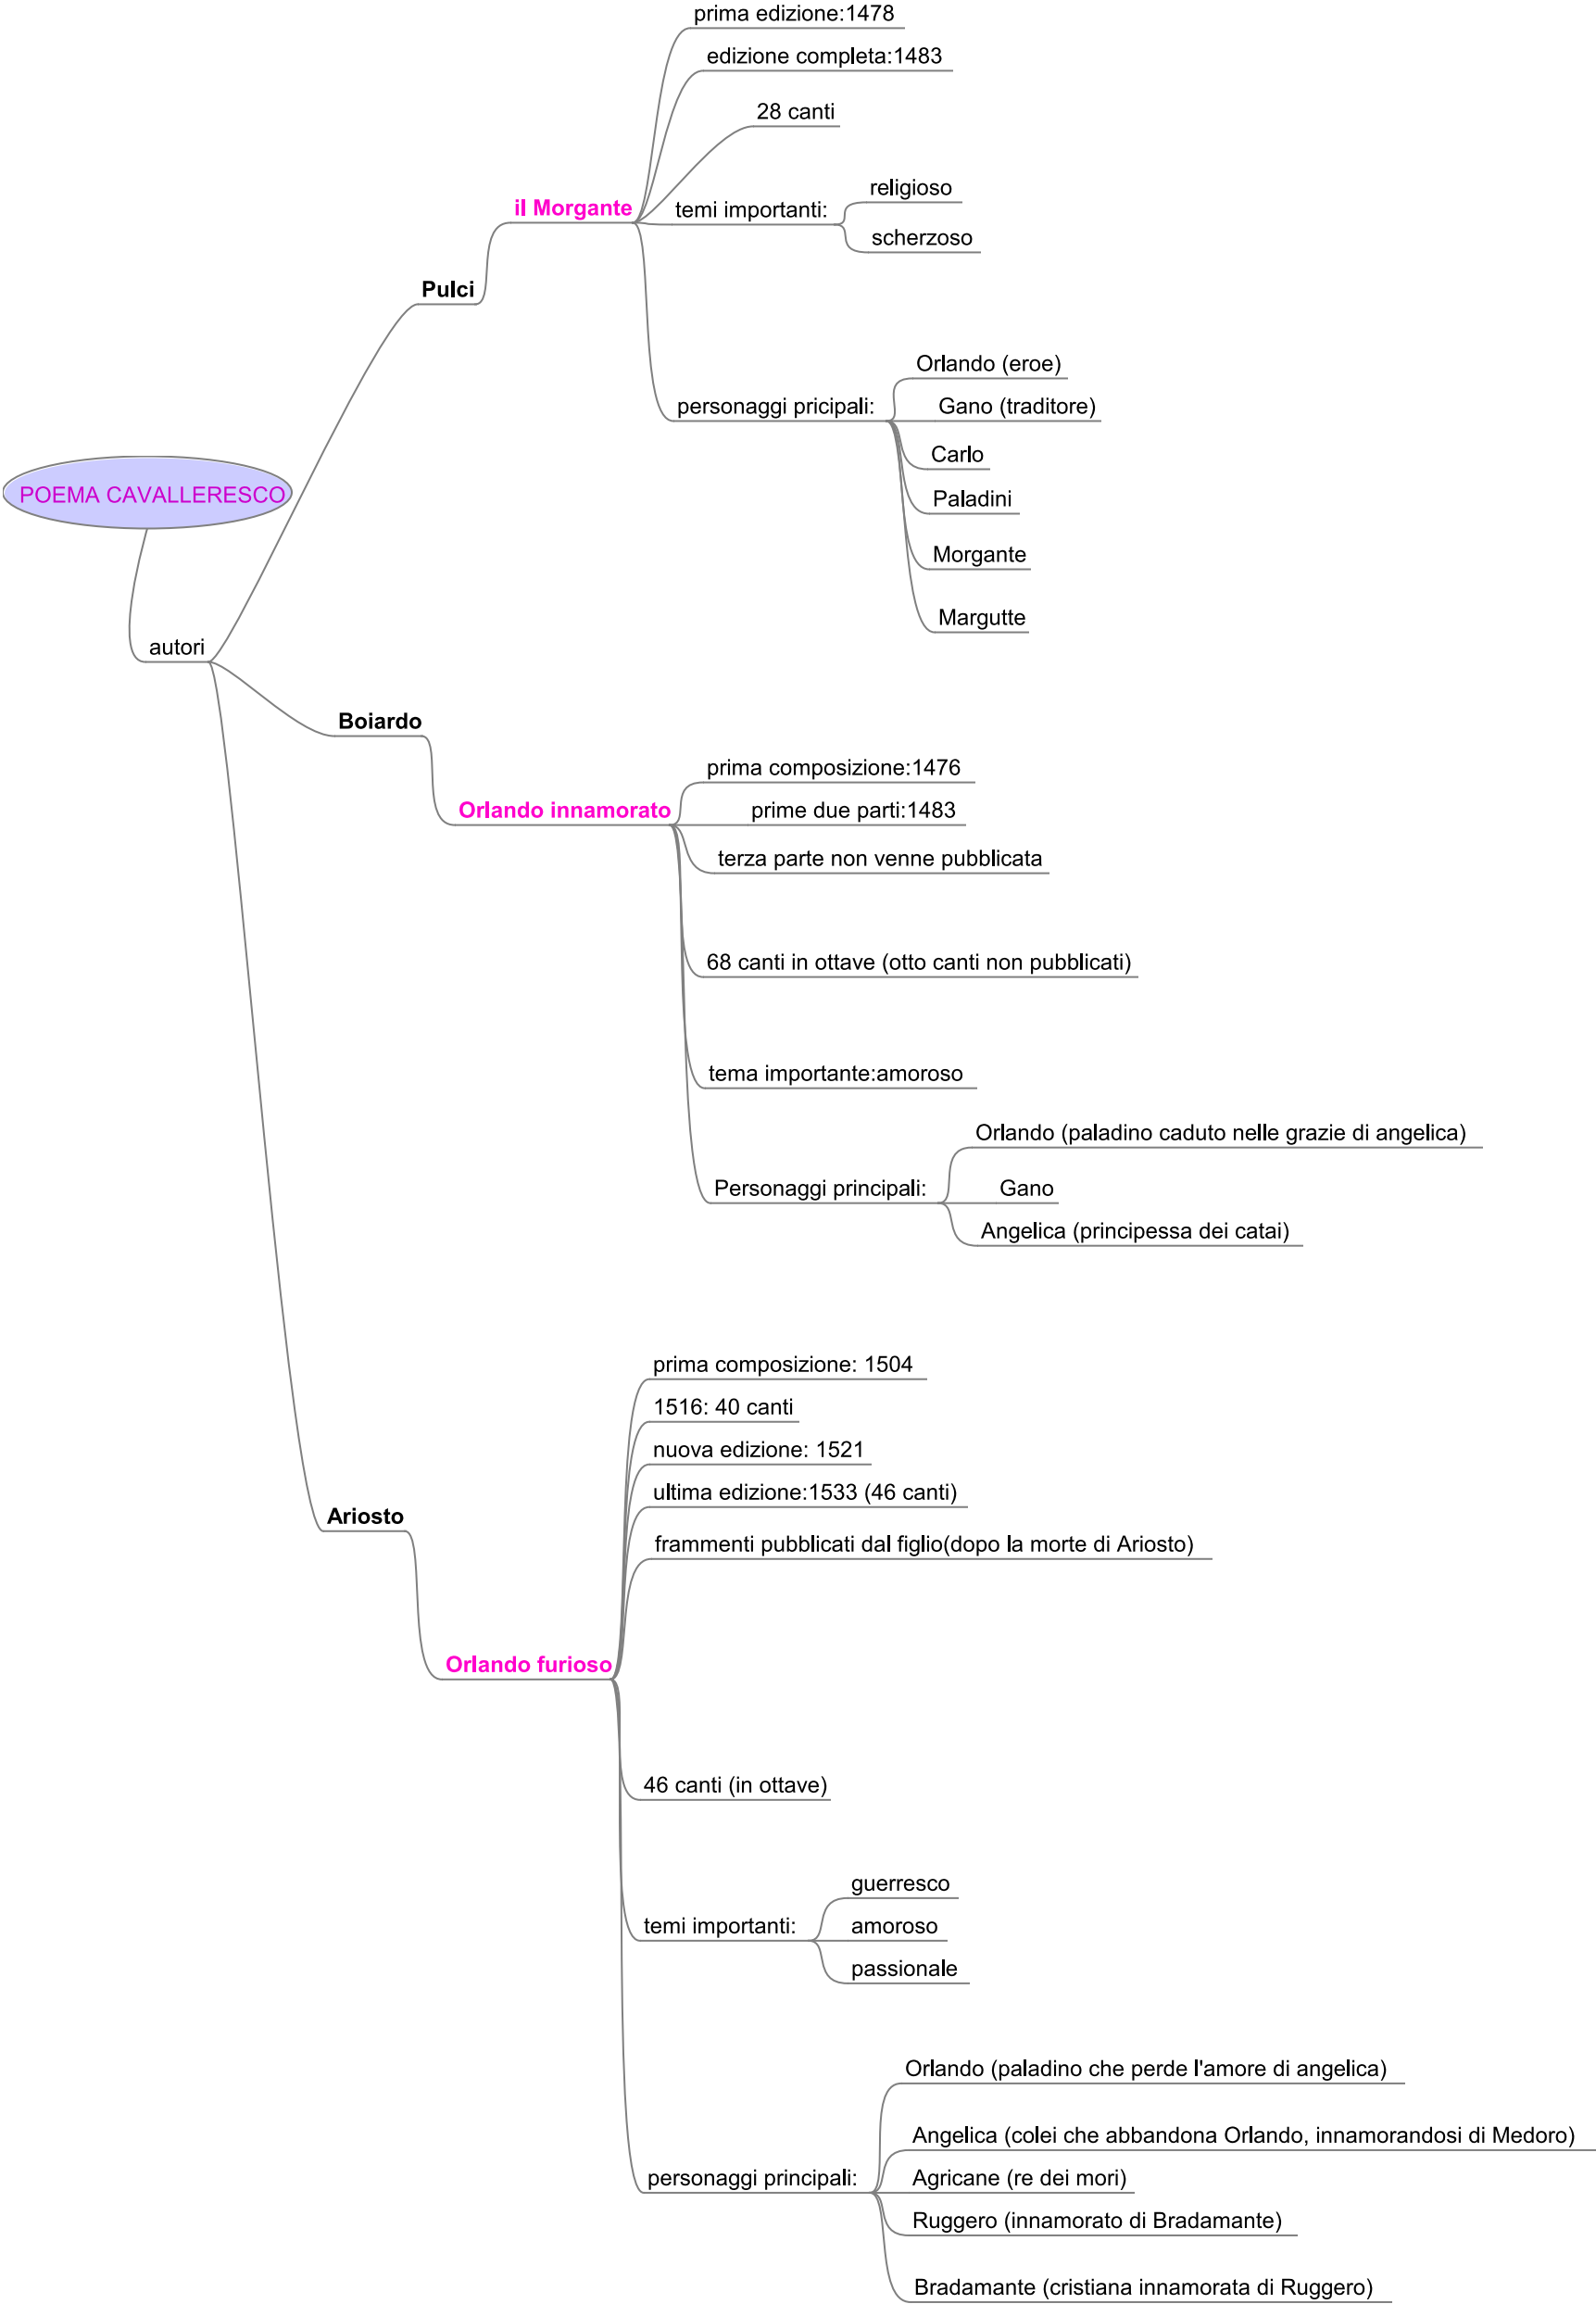 POEMA CAVALLERESCO
autori
Pulci
il Morgante
prima edizione:1478
edizione completa:1483
28 canti
temi importanti:
religioso
scherzoso
personaggi pricipali:
Orlando (eroe)
Gano (traditore)
Carlo
Paladini
Morgante
Margutte
Boiardo
Orlando innamorato
prima composizione:1476
prime due parti:1483
terza parte non venne pubblicata
68 canti in ottave (otto canti non pubblicati)
tema importante:amoroso
Personaggi principali:
Orlando (paladino caduto nelle grazie di angelica)
Gano
Angelica (principessa dei catai)
Ariosto
Orlando furioso
prima composizione: 1504
1516: 40 canti
nuova edizione: 1521
ultima edizione:1533 (46 canti)
frammenti pubblicati dal figlio(dopo la morte di Ariosto)
46 canti (in ottave)
temi importanti:
guerresco
amoroso
passionale
personaggi principali:
Orlando (paladino che perde l'amore di angelica)
Angelica (colei che abbandona Orlando, innamorandosi di Medoro)
Agricane (re dei mori)
Ruggero (innamorato di Bradamante)
Bradamante (cristiana innamorata di Ruggero)